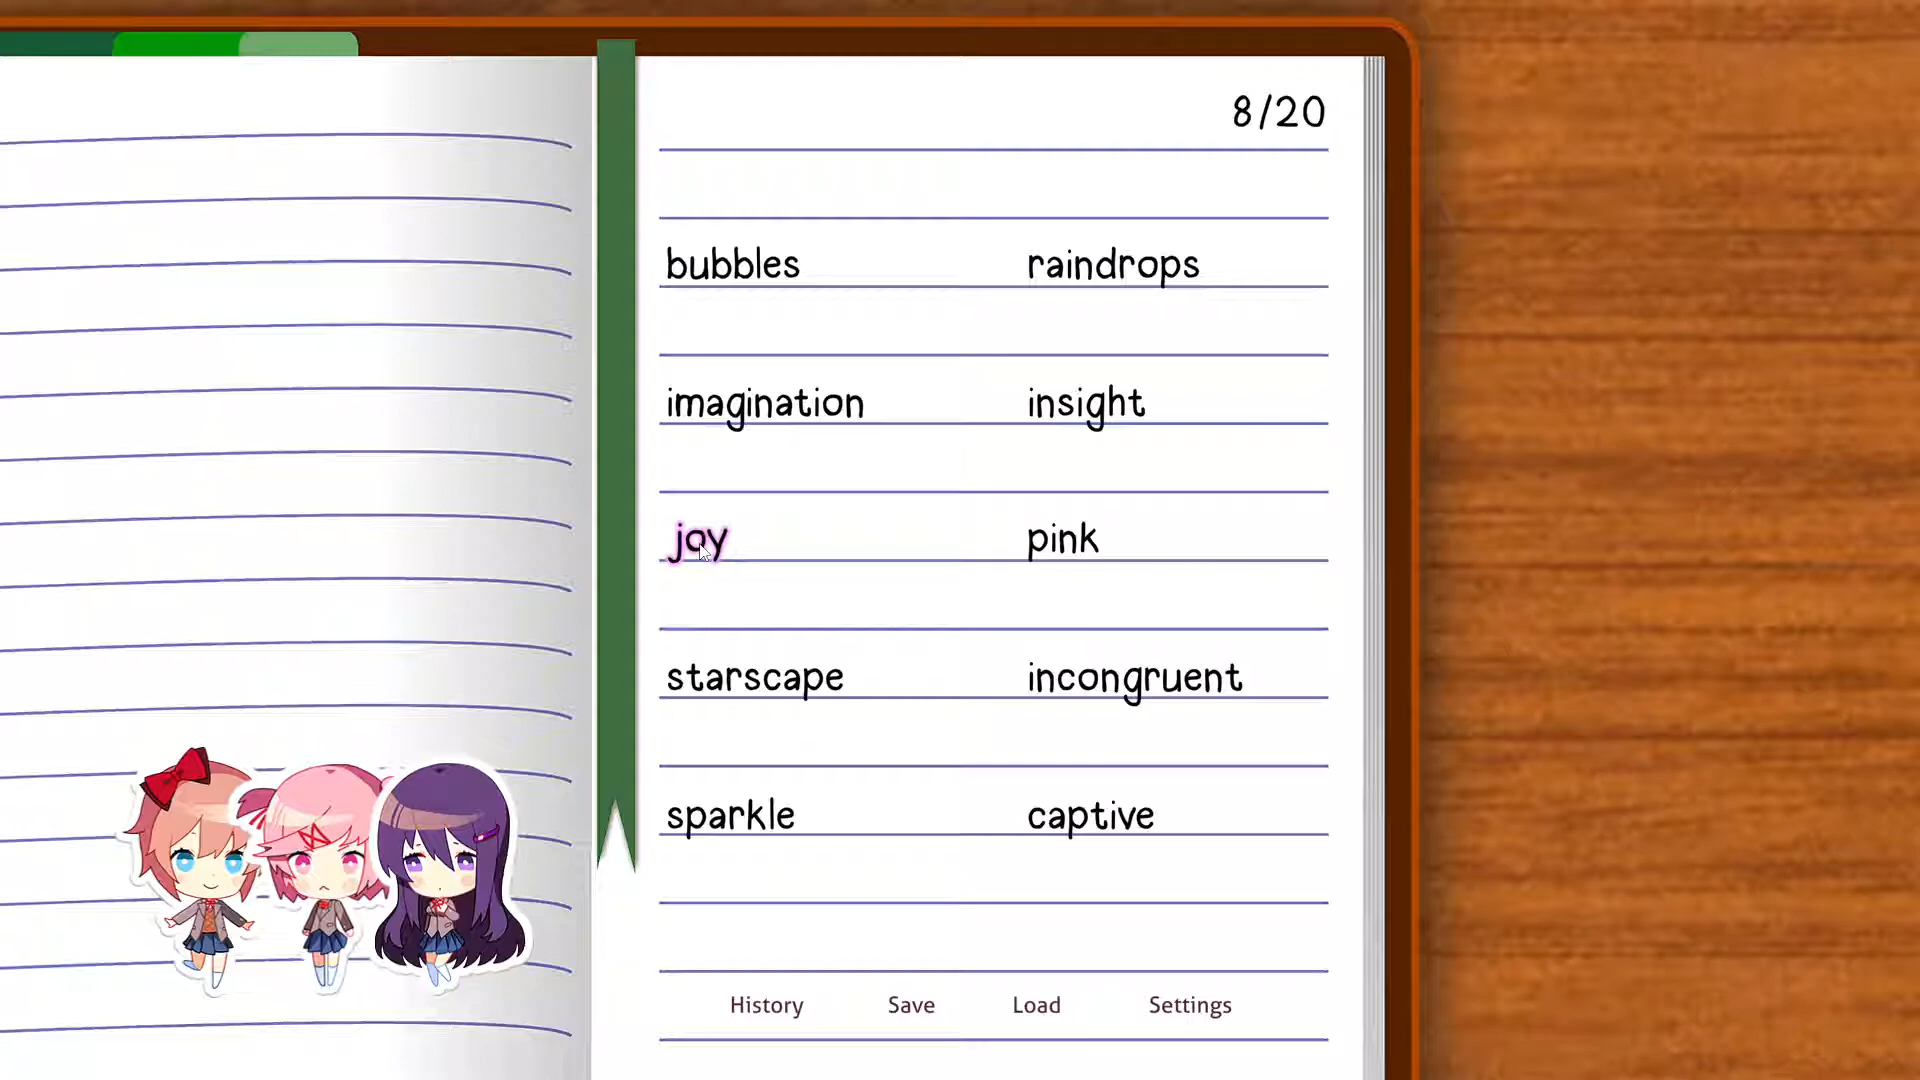 8/20
bubbles raindrops
imagination insight
joy pink
starscape incongruent
sparkle captive
History Save Load Settings